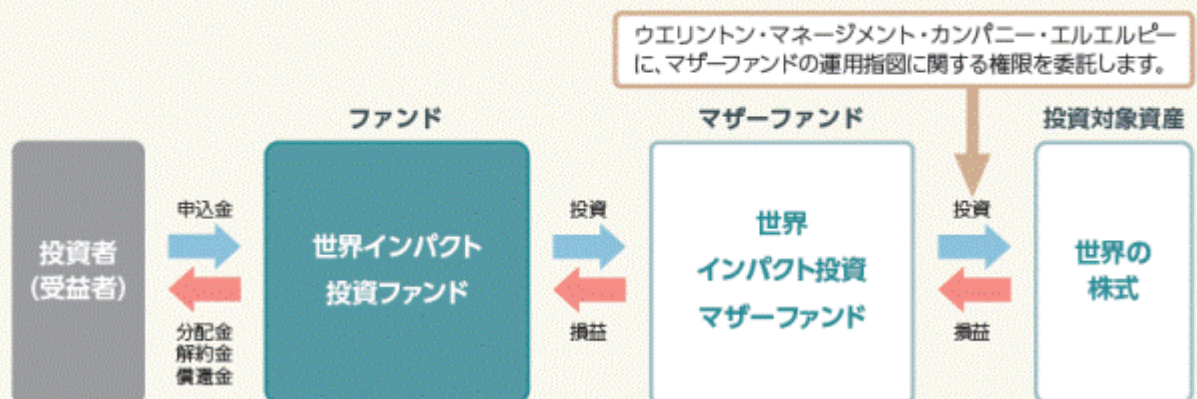 ウエリントン・マネージメント・カンパニー・エルエルピー
に、マザーファンドの運用指図に関する権限を委託します。
ファンド
マザーファンド
投資対象資産
投資者
(受益者)
申込金
分配金
解約金
償還金
世界インパクト
投資ファンド
投資
損益
世界
インパクト投資
マザーファンド
投資
損益
世界の
株式